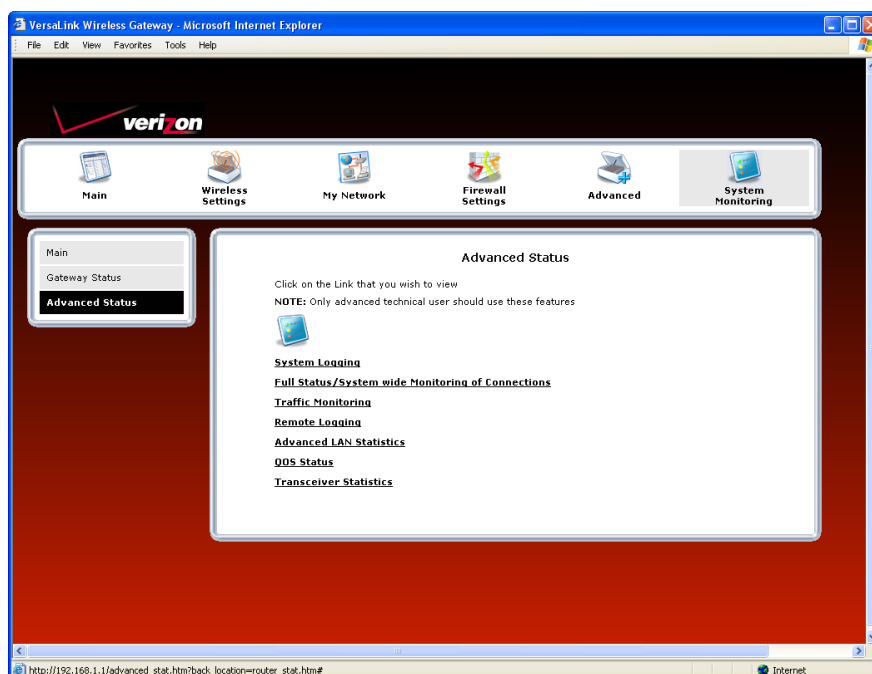 VersaLink Wireless Gateway - Microsoft Internet Explorer
File Edit View Favorites Tools Help
verizon
Main
Wireless
Settings
My Network
Firewall
Settings
Advanced
System
Monitoring
Main
Gateway Status
Advanced Status
Advanced Status
Click on the Link that you wish to view
NOTE: Only advanced technical user should use these features
System Logging
Full Status/System wide Monitoring of Connections
Traffic Monitoring
Remote Logging
Advanced LAN Statistics
QOS Status
Transceiver Statistics
http://192.168.1.1/advanced_stat.htm?back_location=router_stat.htm#
Internet